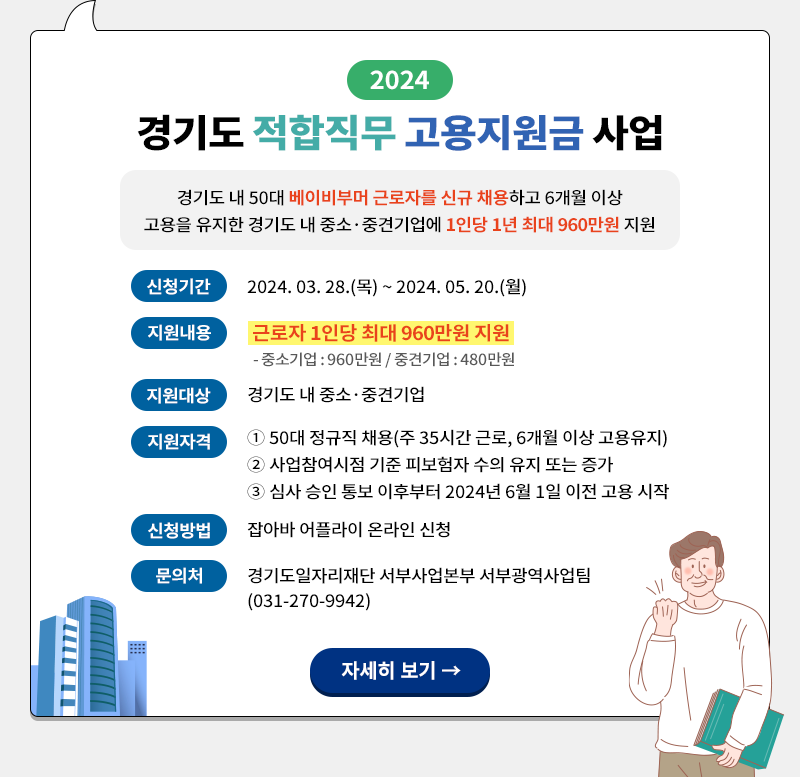 2024
경기도 적합직무 고용지원금 사업
경기도 내 50대 베이비부머 근로자를 신규 채용하고 6개월 이상
고용을 유지한 경기도 내 중소·중견기업에 1인당 1년 최대 960만원 지원
신청기간 2024. 03. 28.(목) ~ 2024. 05. 20.(월)
지원내용 근로자 1인당 최대 960만원 지원
- 중소기업 : 960만원 / 중견기업 : 480만원
지원대상 경기도 내 중소·중견기업
지원자격 ① 50대 정규직 채용(주 35시간 근로, 6개월 이상 고용유지)
② 사업참여시점 기준 피보험자 수의 유지 또는 증가
③ 심사 승인 통보 이후부터 2024년 6월 1일 이전 고용 시작
신청방법 잡아바 어플라이 온라인 신청
문의처 경기도일자리재단 서부사업본부 서부광역사업팀
(031-270-9942)
자세히 보기 →